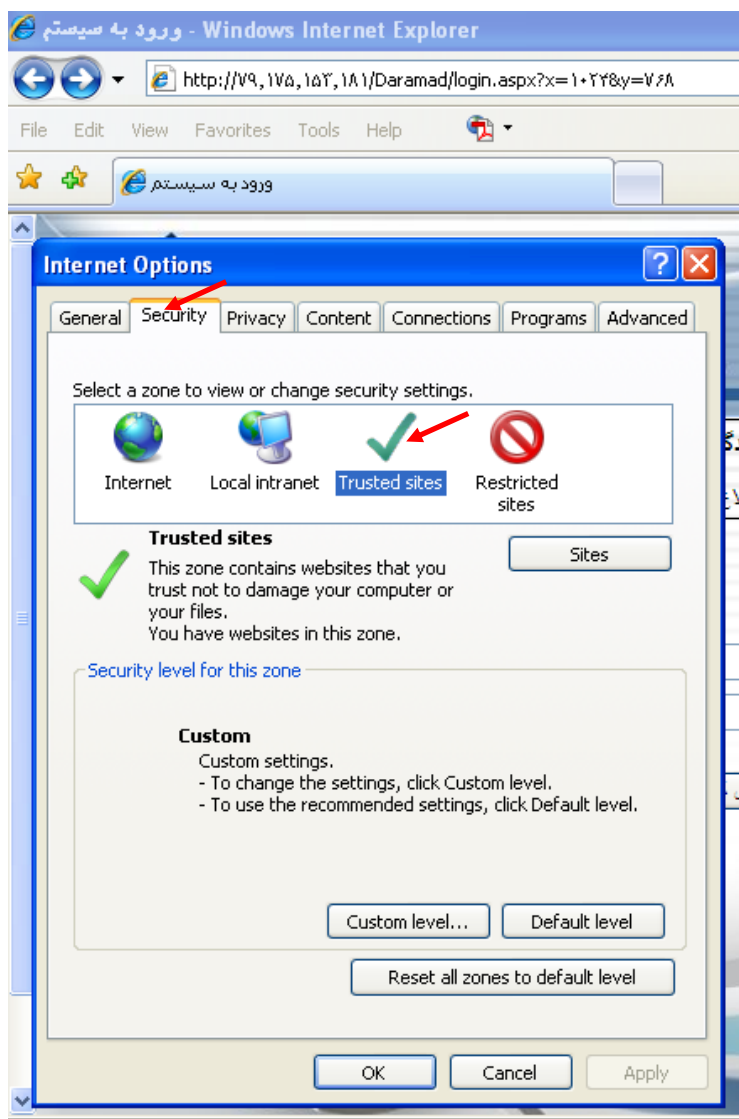 ورود به سیستم - Windows Internet Explorer
http://۷۹,۱۷۵,۱۵۳,۱۸۱/Daramad/login.aspx?x=۱۰۲۴&y=۷۶۸
File Edit View Favorites Tools Help
ورود به سیستم
Internet Options
General Security Privacy Content Connections Programs Advanced
Select a zone to view or change security settings.
Internet Local intranet Trusted sites Restricted sites
Trusted sites
Sites
This zone contains websites that you
trust not to damage your computer or
your files.
You have websites in this zone.
Security level for this zone
Custom
Custom settings.
- To change the settings, click Custom level.
- To use the recommended settings, click Default level.
Custom level... Default level
Reset all zones to default level
OK Cancel Apply